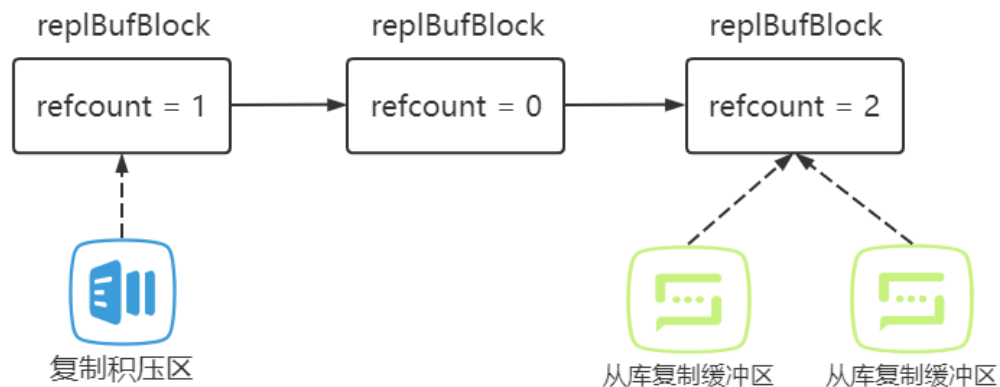 replBufBlock
replBufBlock
replBufBlock
refcount = 1
refcount = 0
refcount = 2
复制积压区
从库复制缓冲区
从库复制缓冲区